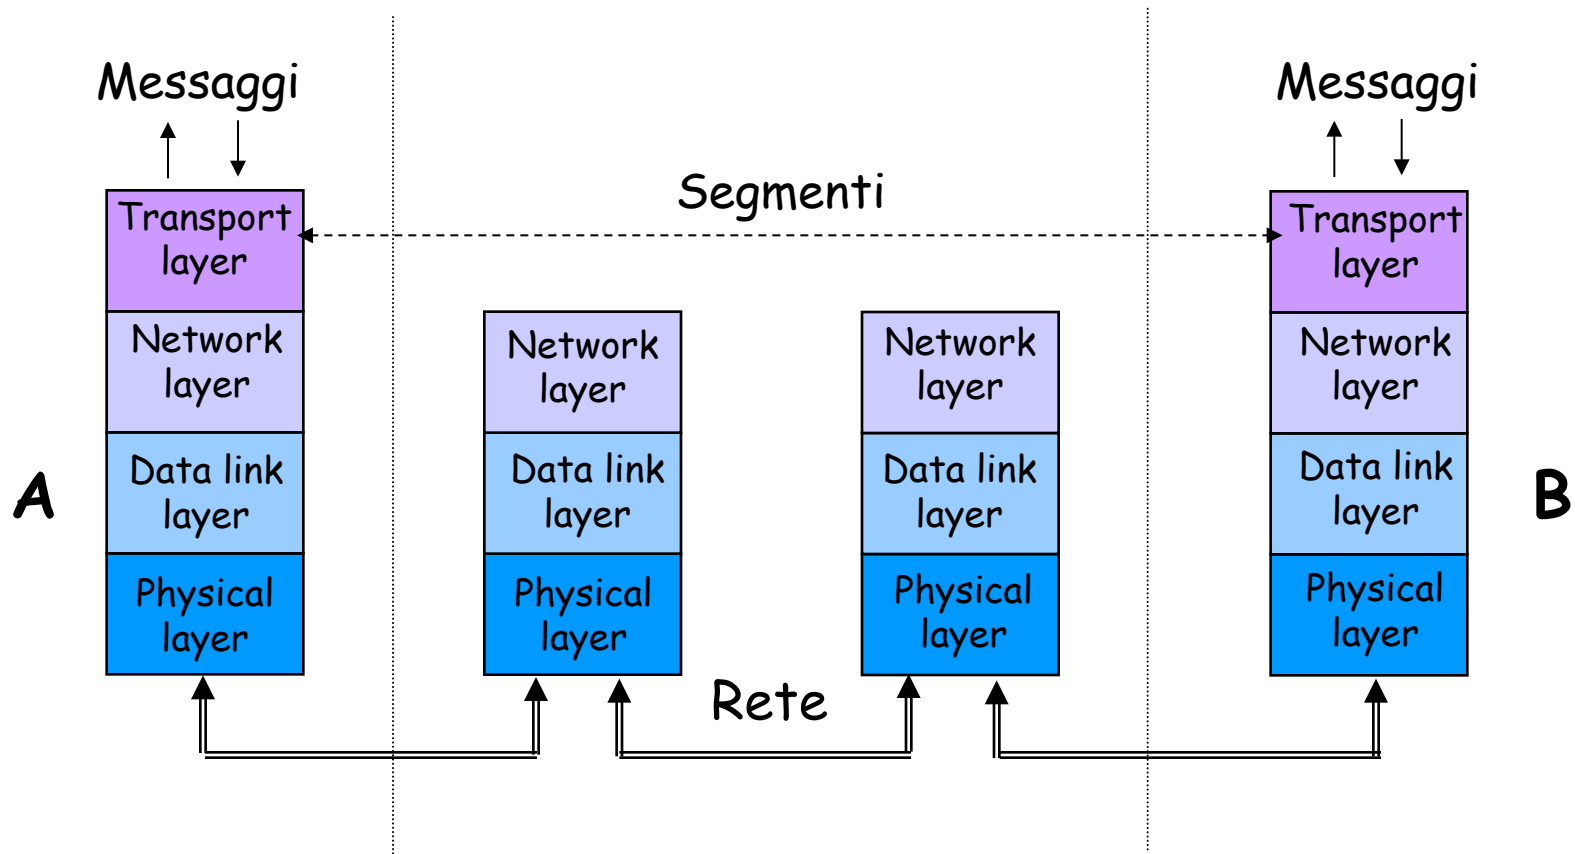 Messaggi
Messaggi
Segmenti
Transport
layer
Transport
layer
Network
layer
Network
layer
Network
layer
Network
layer
A
Data link
layer
Data link
layer
Data link
layer
Data link
layer
B
Physical
layer
Physical
layer
Physical
layer
Physical
layer
Rete